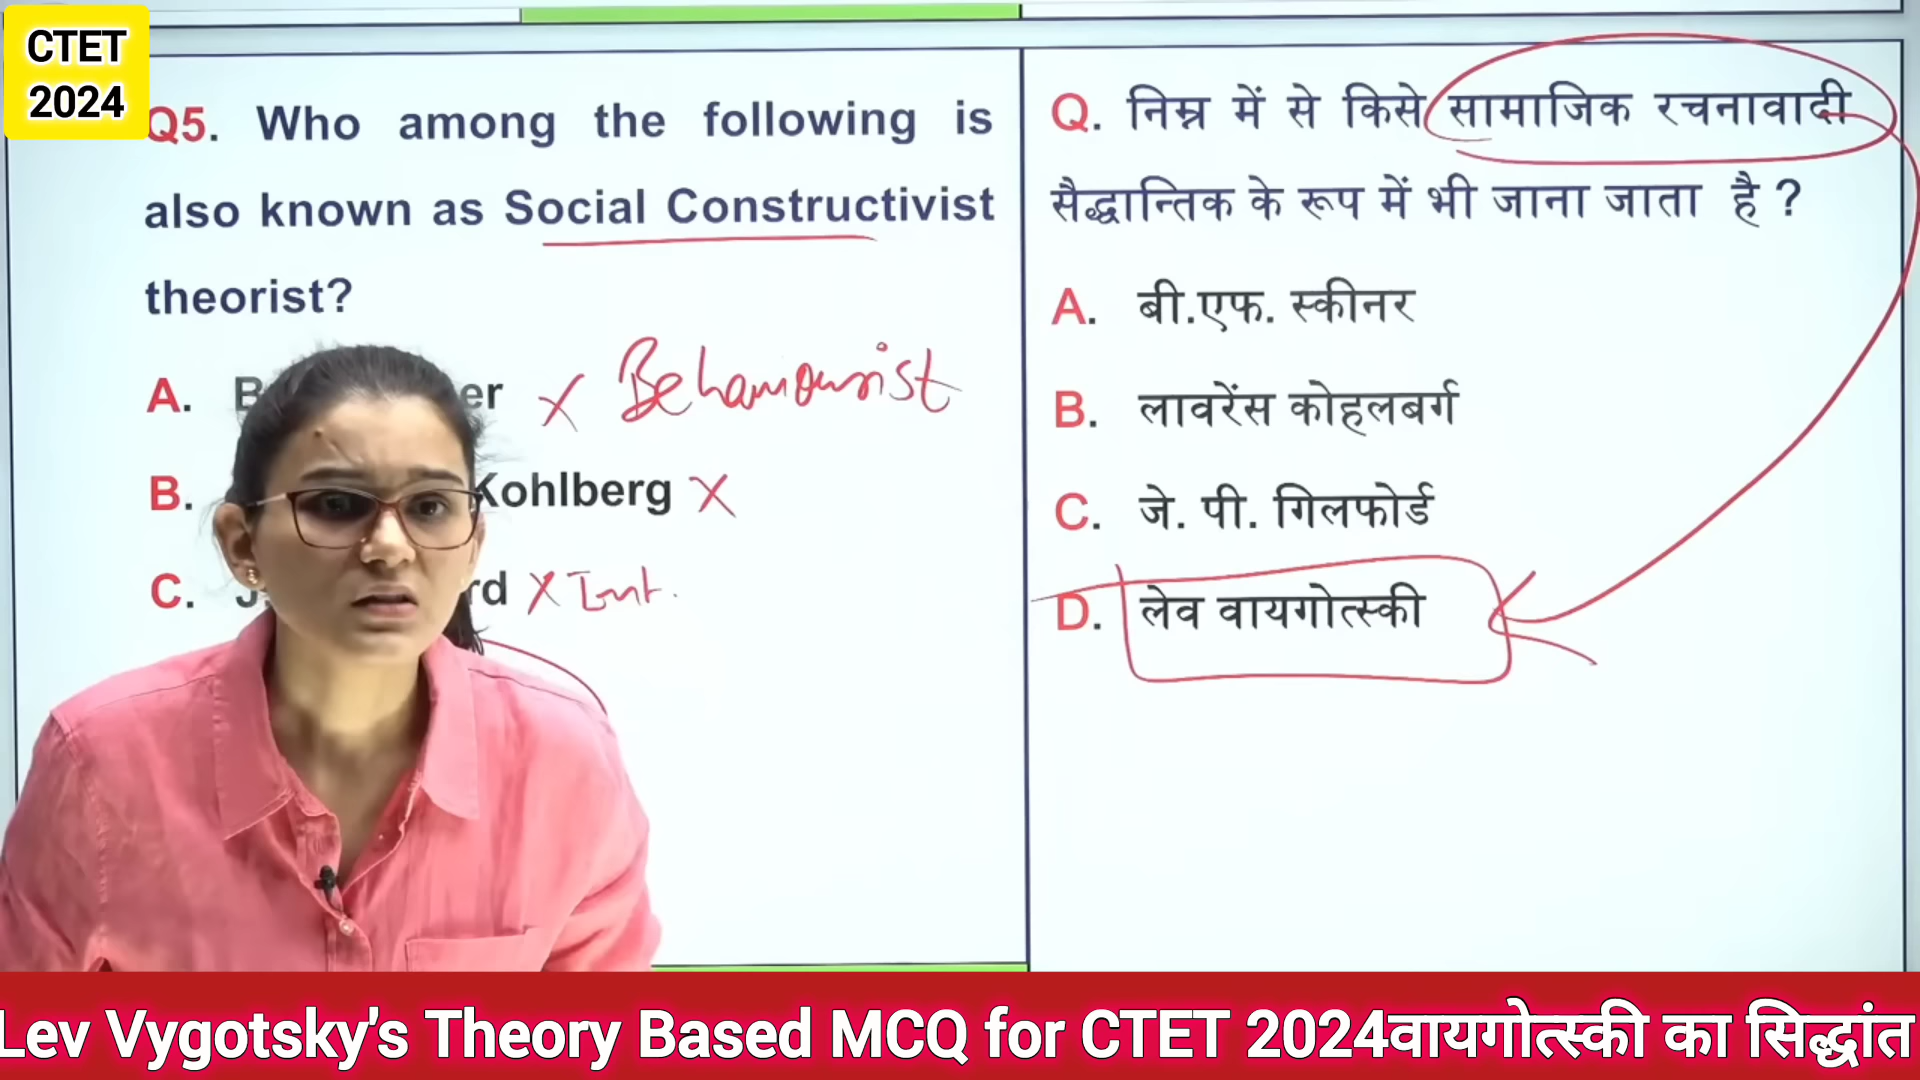 CTET
2024
Q5. Who among the following is
also known as Social Constructivist
theorist?
A. er × Behaviourist
B. Kohlberg ×
C. J. rd × Int.
Q. निम्न में से किसे सामाजिक रचनावादी
सैद्धान्तिक के रूप में भी जाना जाता है ?
A. बी.एफ. स्कीनर
B. लावरेंस कोहलबर्ग
C. जे. पी. गिलफोर्ड
D. लेव वायगोत्स्की
Lev Vygotsky's Theory Based MCQ for CTET 2024वायगोत्स्की का सिद्धांत